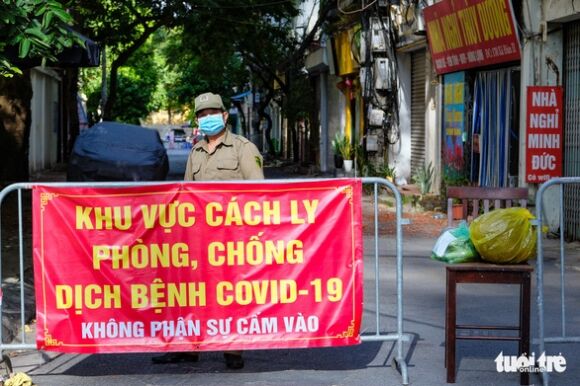 KHU VỰC CÁCH LY
PHÒNG, CHỐNG
DỊCH BỆNH COVID-19
KHÔNG PHẬN SỰ CẤM VÀO
NHÀ
NGHỈ
MINH
ĐỨC
tuổi trẻ
online